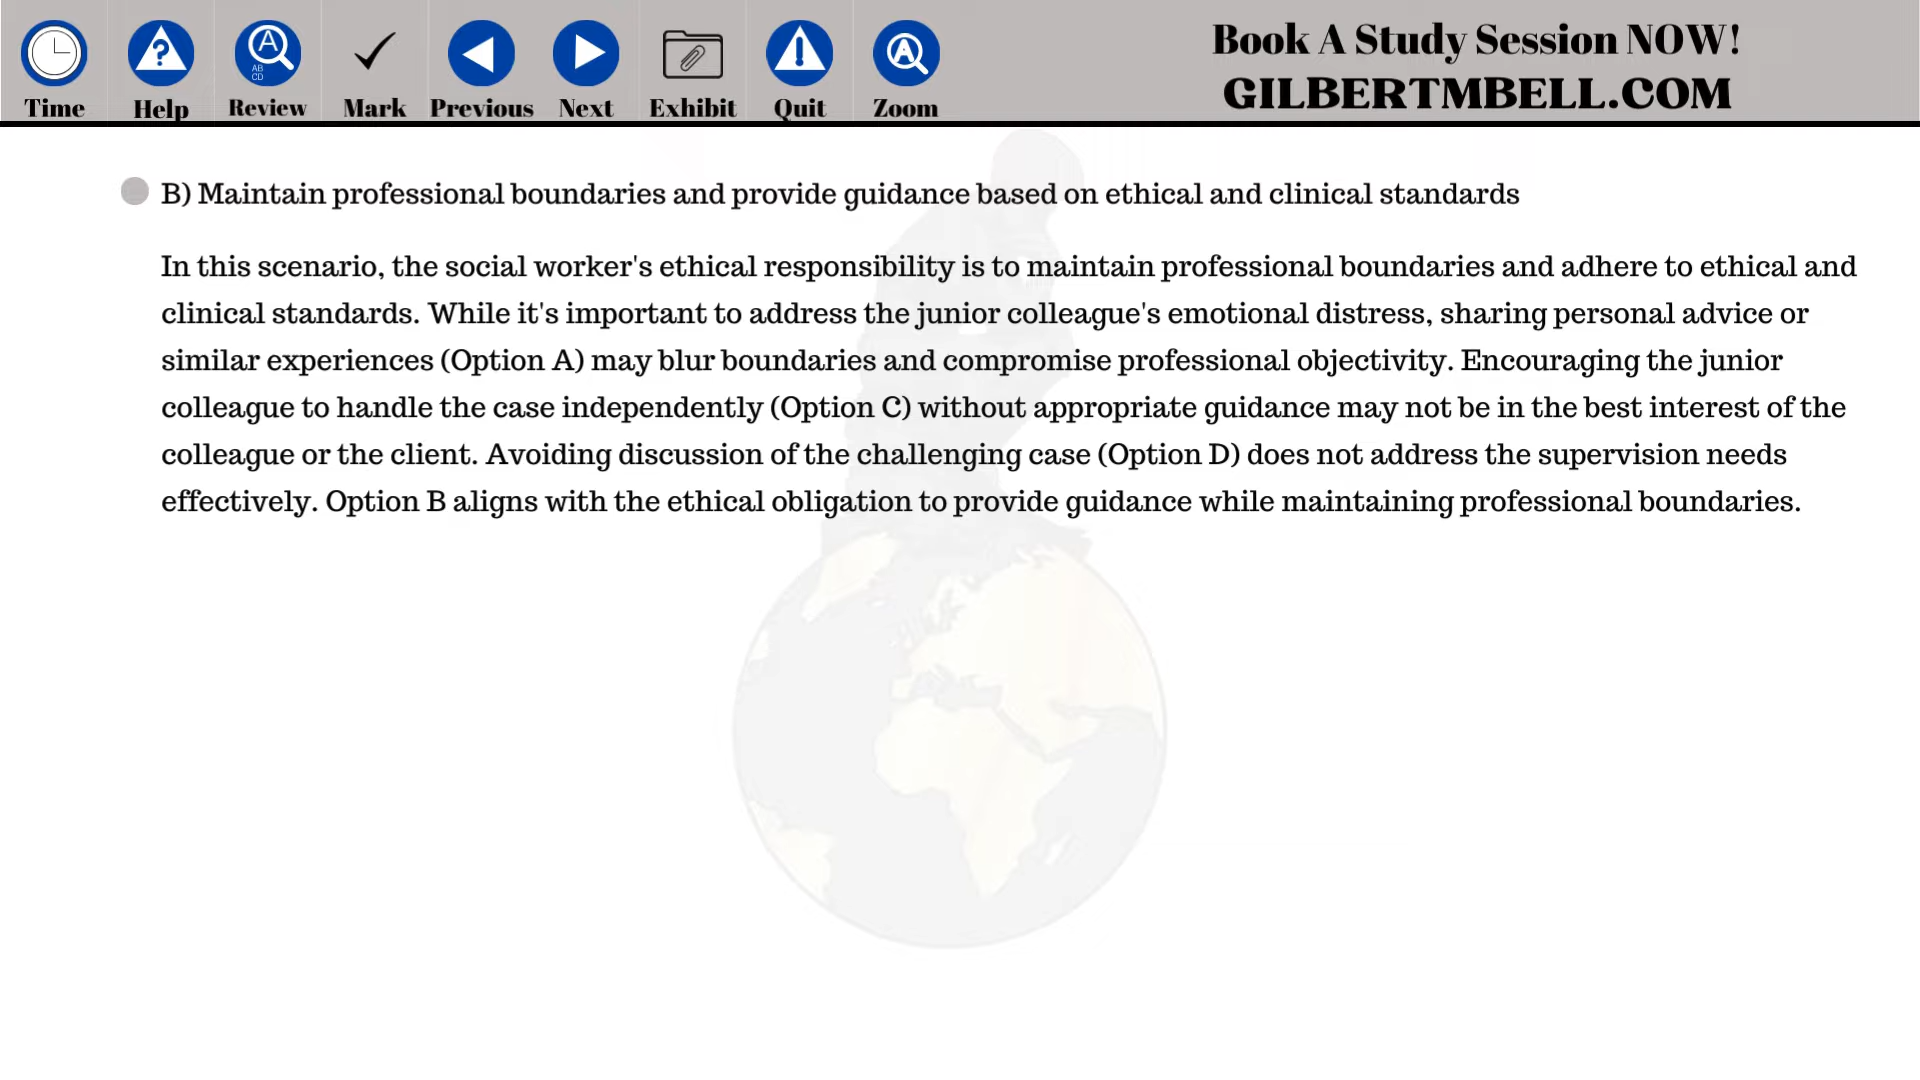 Book A Study Session NOW!
GILBERTMBELL.COM
A
AB
CD
?
!
A
Time Help Review Mark Previous Next Exhibit Quit Zoom
B) Maintain professional boundaries and provide guidance based on ethical and clinical standards
In this scenario, the social worker's ethical responsibility is to maintain professional boundaries and adhere to ethical and
clinical standards. While it's important to address the junior colleague's emotional distress, sharing personal advice or
similar experiences (Option A) may blur boundaries and compromise professional objectivity. Encouraging the junior
colleague to handle the case independently (Option C) without appropriate guidance may not be in the best interest of the
colleague or the client. Avoiding discussion of the challenging case (Option D) does not address the supervision needs
effectively. Option B aligns with the ethical obligation to provide guidance while maintaining professional boundaries.